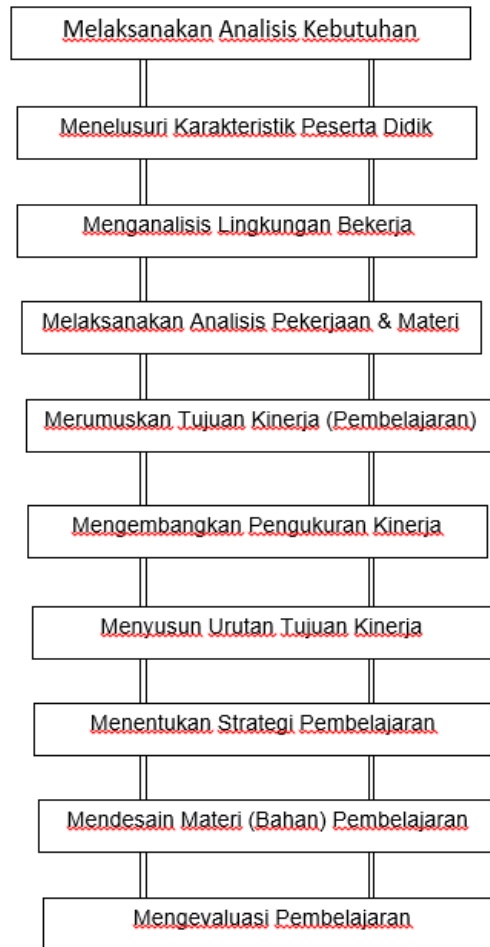 Melaksanakan Analisis Kebutuhan
Menelusuri Karakteristik Peserta Didik
Menganalisis Lingkungan Bekerja
Melaksanakan Analisis Pekerjaan & Materi
Merumuskan Tujuan Kinerja (Pembelajaran)
Mengembangkan Pengukuran Kinerja
Menyusun Urutan Tujuan Kinerja
Menentukan Strategi Pembelajaran
Mendesain Materi (Bahan) Pembelajaran
Mengevaluasi Pembelajaran